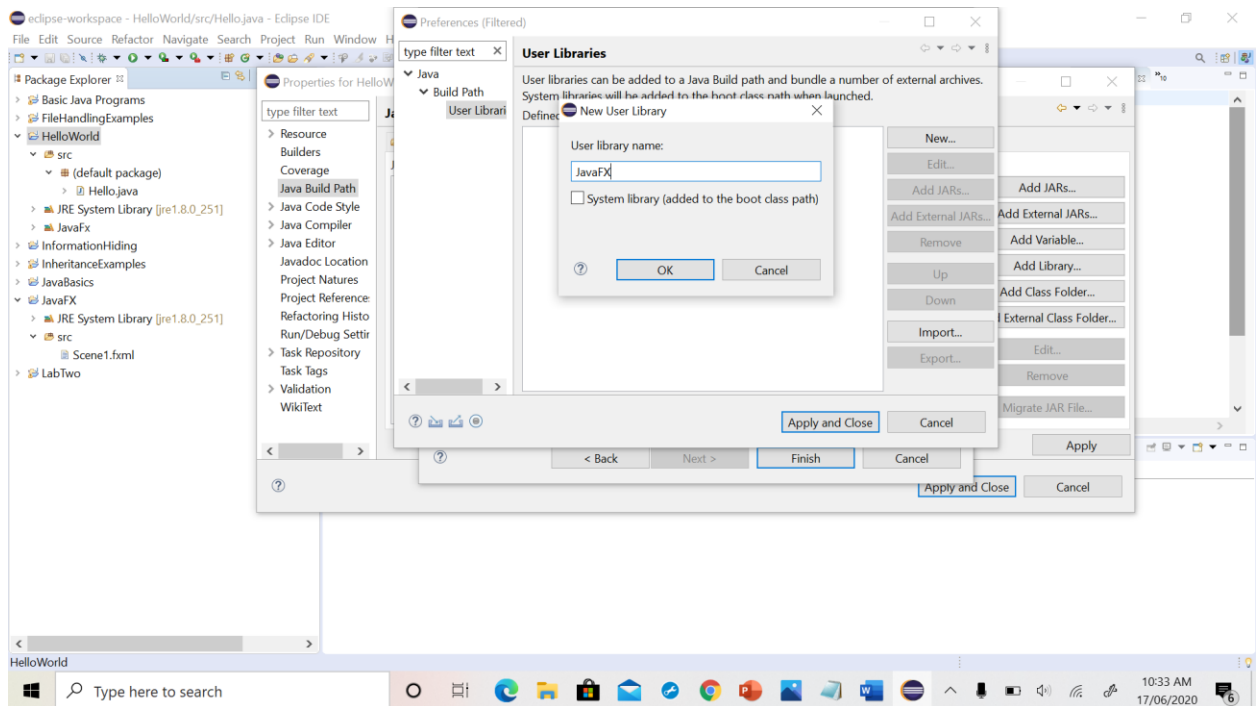 eclipse-workspace - HelloWorld/src/Hello.java - Eclipse IDE
File Edit Source Refactor Navigate Search Project Run Window
Package Explorer
Basic Java Programs
FileHandlingExamples
HelloWorld
src
(default package)
Hello.java
JRE System Library [jre1.8.0_251]
JavaFx
InformationHiding
InheritanceExamples
JavaBasics
JavaFX
JRE System Library [jre1.8.0_251]
src
Scene1.fxml
LabTwo
Properties for HelloW
type filter text
Resource
Builders
Coverage
Java Build Path
Java Code Style
Java Compiler
Java Editor
Javadoc Location
Project Natures
Project Reference
Refactoring Histo
Run/Debug Settir
Task Repository
Task Tags
Validation
WikiText
Preferences (Filtered)
type filter text
Java
Build Path
User Librari
User Libraries
User libraries can be added to a Java Build path and bundle a number of external archives.
System libraries will be added to the boot class path when launched.
Defined
New...
Edit...
Add JARs...
Add External JARs...
Remove
Up
Down
Import...
Export...
Apply and Close
Cancel
New User Library
User library name:
JavaFX
System library (added to the boot class path)
OK
Cancel
Add JARs...
Add External JARs...
Add Variable...
Add Library...
Add Class Folder...
External Class Folder...
Edit...
Remove
Migrate JAR File...
Apply
< Back
Next >
Finish
Cancel
Apply and Close
Cancel
HelloWorld
Type here to search
10:33 AM
17/06/2020
6